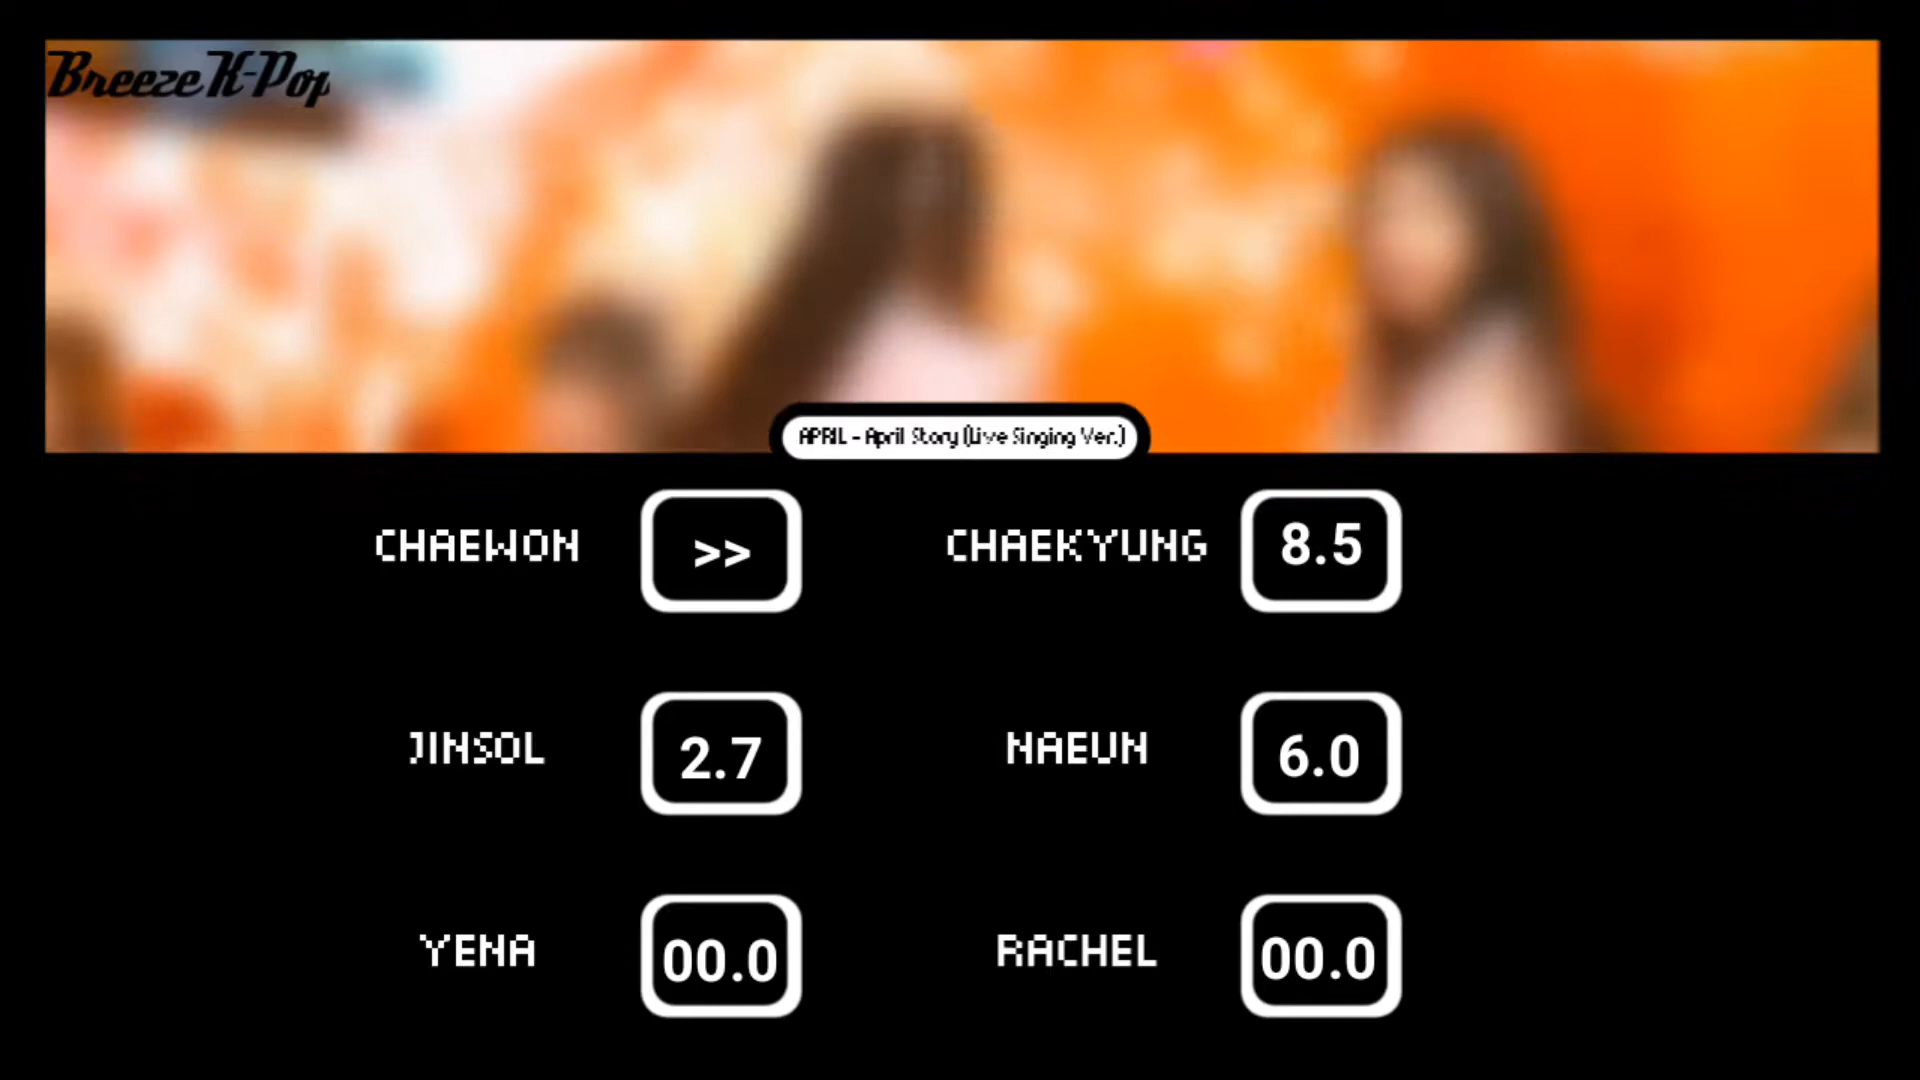 Breeze K-Pop
APRIL - April Story (Live Singing Ver.)
CHAEWON >> CHAEKYUNG 8.5
JINSOL 2.7 NAEUN 6.0
YENA 00.0 RACHEL 00.0